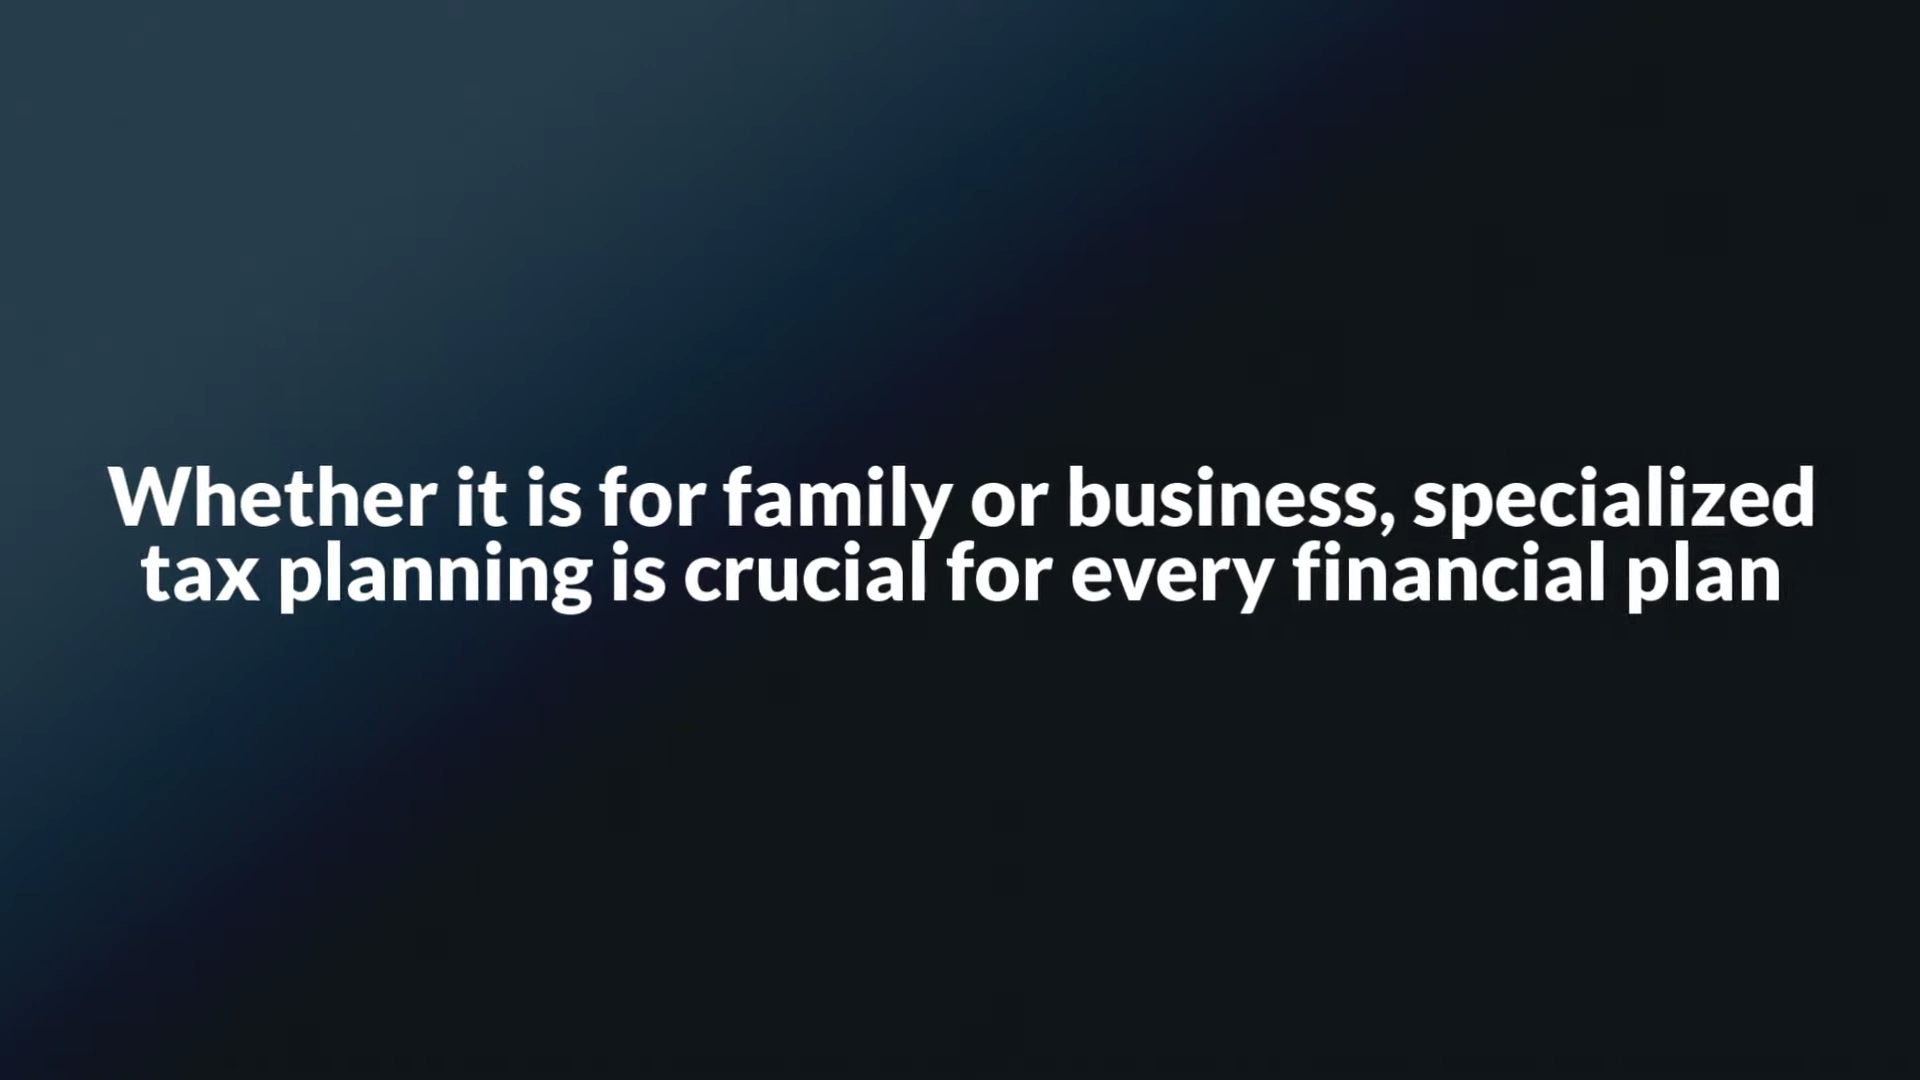 Whether it is for family or business, specialized
tax planning is crucial for every financial plan